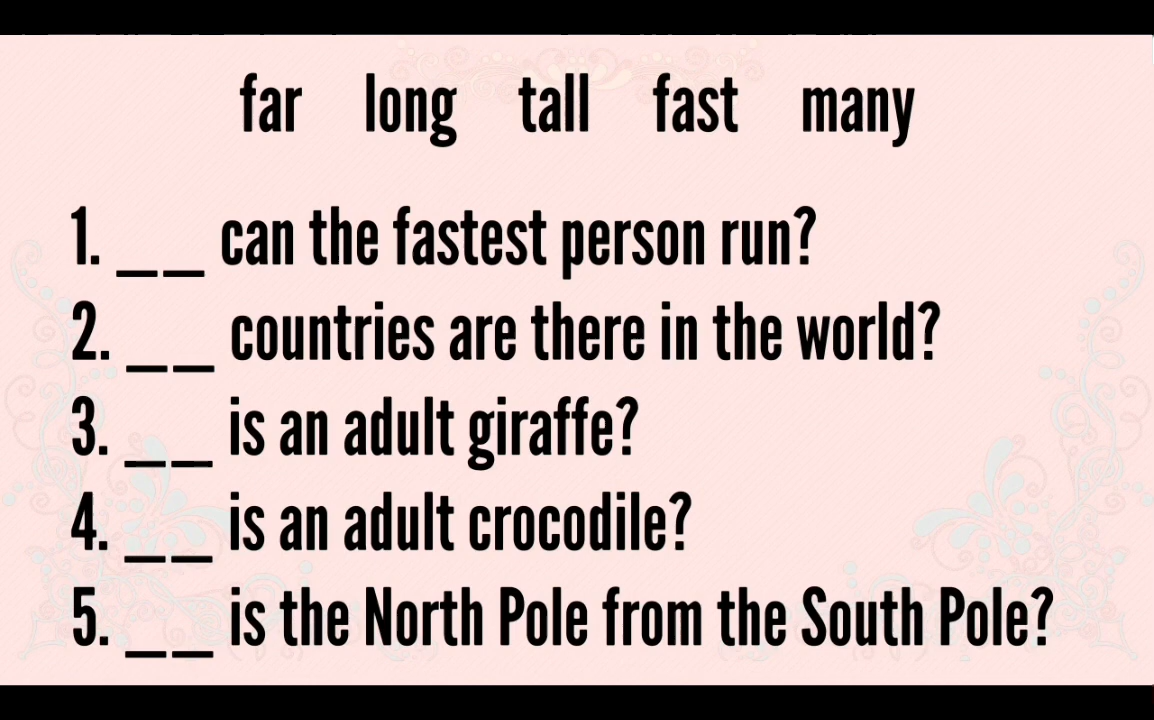 far long tall fast many
1. __ can the fastest person run?
2. __ countries are there in the world?
3. __ is an adult giraffe?
4. __ is an adult crocodile?
5. __ is the North Pole from the South Pole?